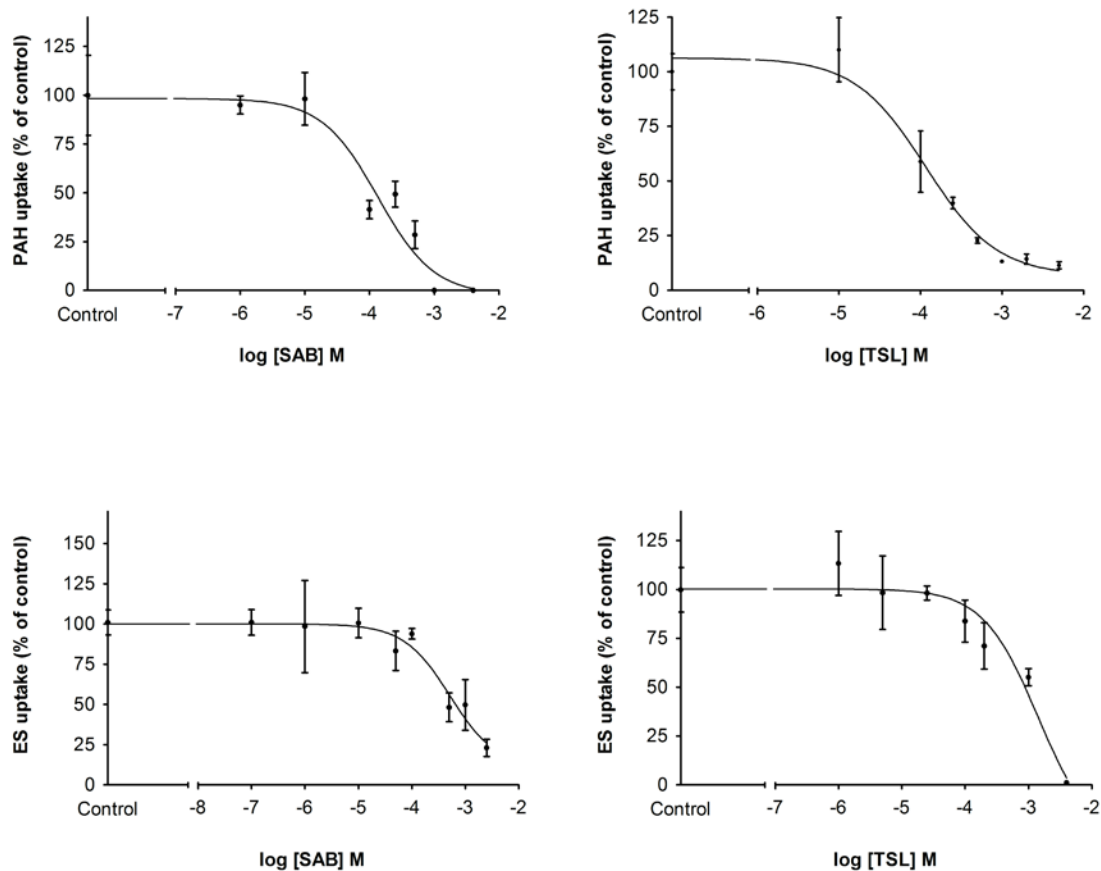 PAH uptake (% of control)
125
100
75
50
25
0
Control -7 -6 -5 -4 -3 -2
log [SAB] M
PAH uptake (% of control)
125
100
75
50
25
0
Control -6 -5 -4 -3 -2
log [TSL] M
ES uptake (% of control)
150
125
100
75
50
25
0
Control -8 -7 -6 -5 -4 -3 -2
log [SAB] M
ES uptake (% of control)
125
100
75
50
25
0
Control -7 -6 -5 -4 -3 -2
log [TSL] M